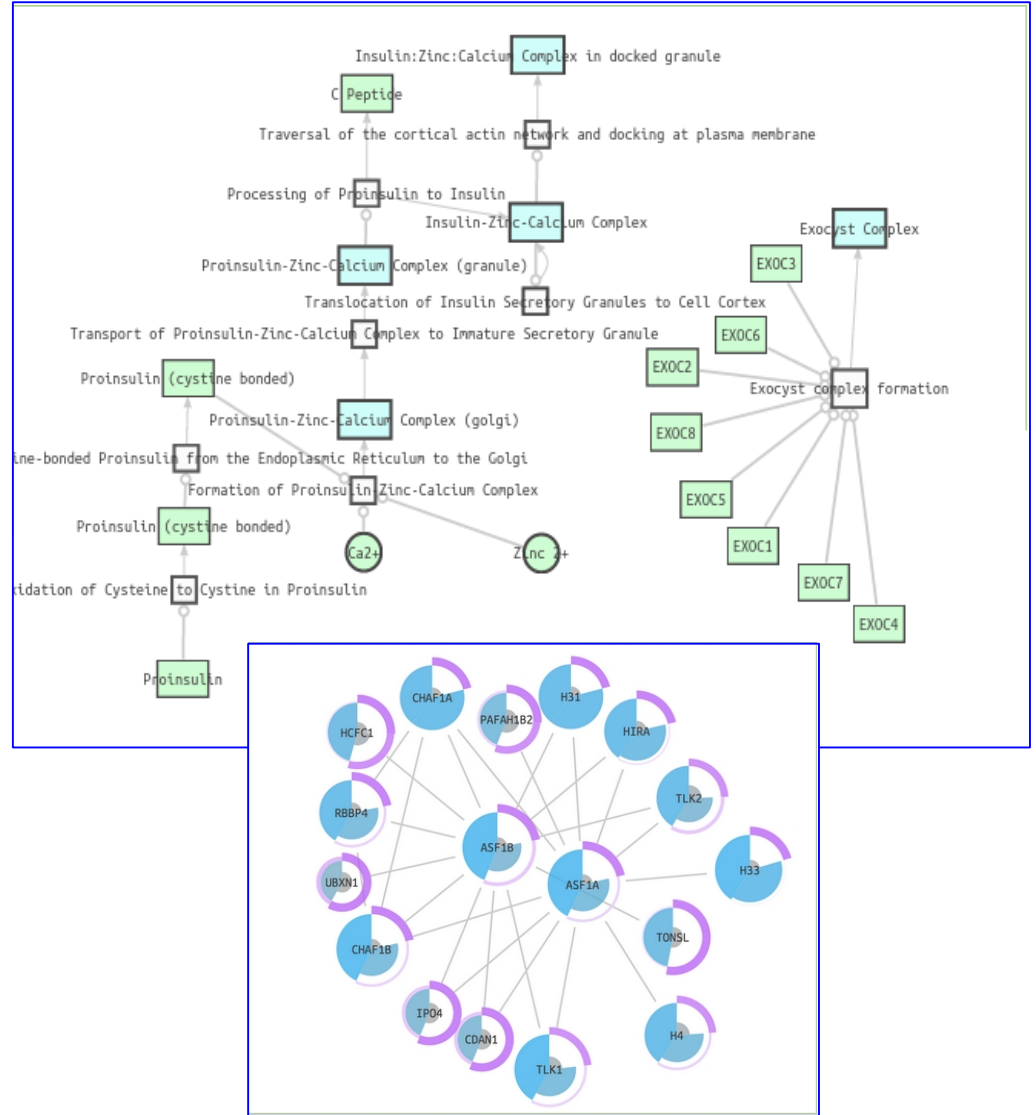 Insulin:Zinc:Calcium Complex in docked granule
C Peptide
Traversal of the cortical actin network and docking at plasma membrane
Processing of Proinsulin to Insulin
Insulin-Zinc-Calcium Complex
Exocyst Complex
EXOC3
Proinsulin-Zinc-Calcium Complex (granule)
Translocation of Insulin Secretory Granules to Cell Cortex
Transport of Proinsulin-Zinc-Calcium Complex to Immature Secretory Granule
EXOC6
EXOC2
Proinsulin (cystine bonded)
Exocyst complex formation
Proinsulin-Zinc-Calcium Complex (golgi)
EXOC8
ine-bonded Proinsulin from the Endoplasmic Reticulum to the Golgi
Formation of Proinsulin-Zinc-Calcium Complex
EXOC5
Proinsulin (cystine bonded)
EXOC1
Ca2+
Zinc 2+
EXOC7
xidation of Cysteine to Cystine in Proinsulin
EXOC4
Proinsulin
CHAF1A
H31
PAFAH1B2
HCFC1
HIRA
TLK2
RBBP4
ASF1B
H33
UBXN1
ASF1A
TONSL
CHAF1B
IPO4
CDAN1
H4
TLK1